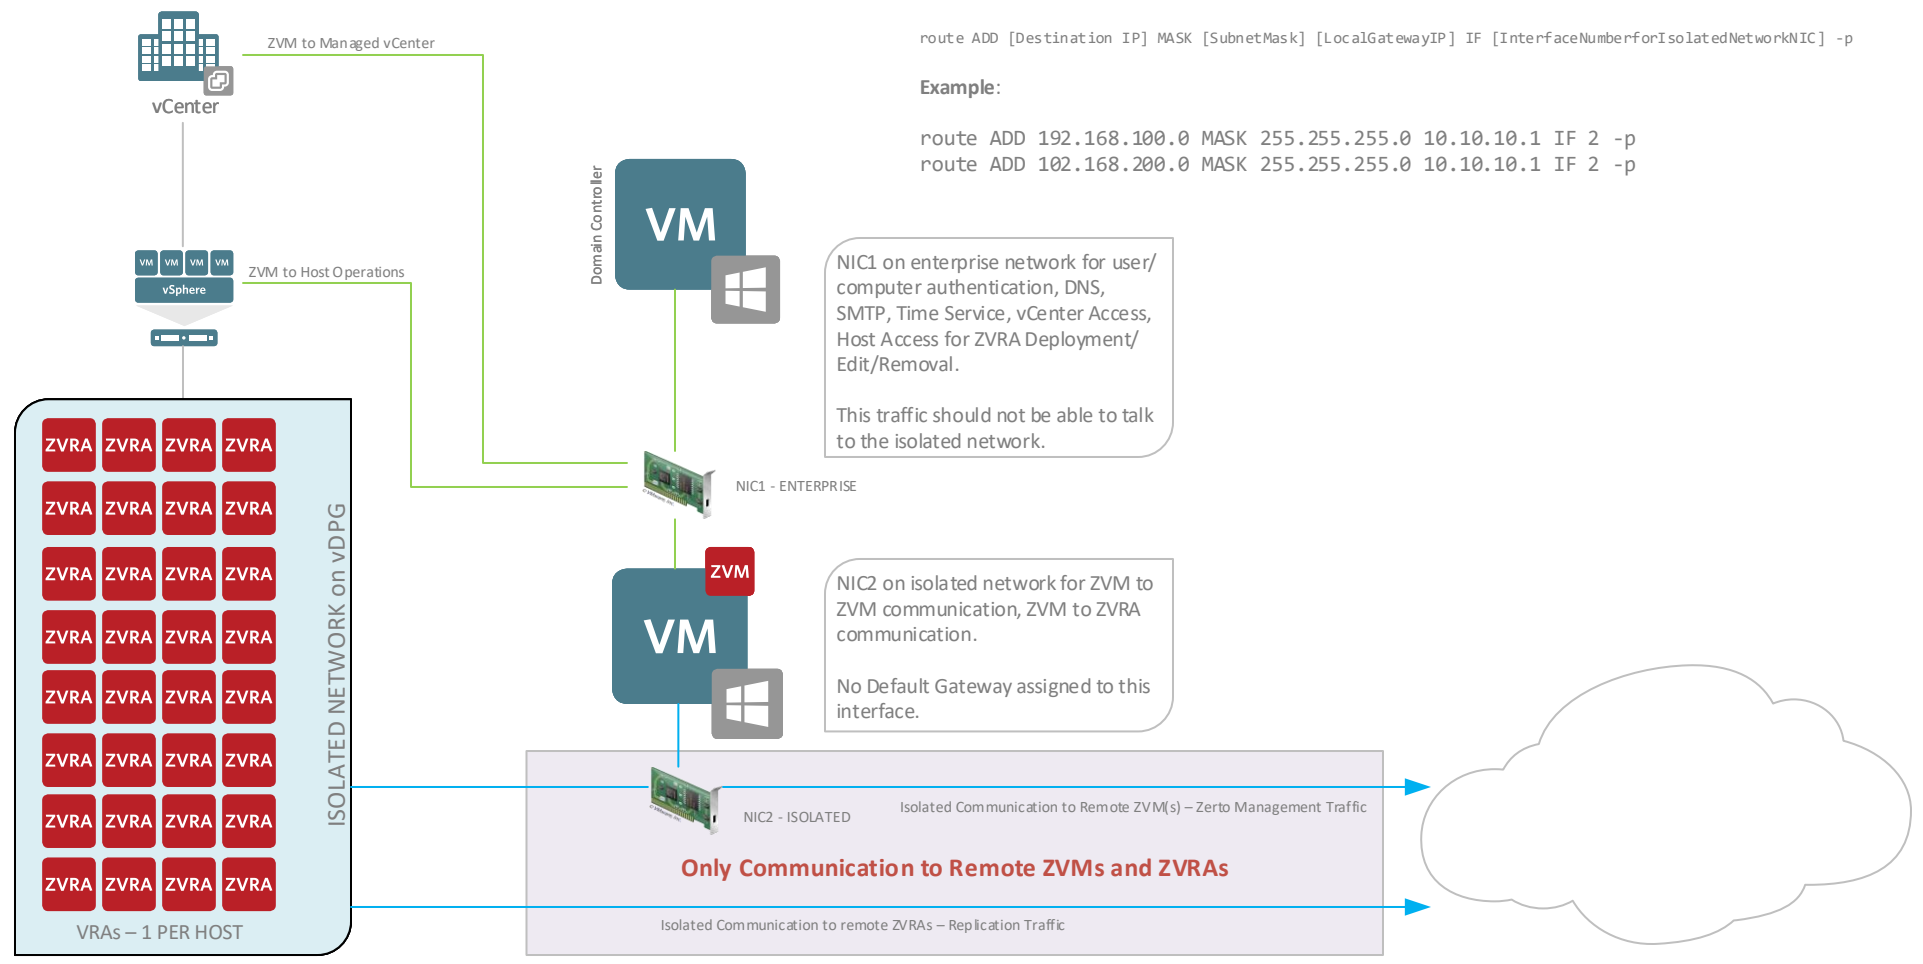 ZVM to Managed vCenter
vCenter
route ADD [Destination IP] MASK [SubnetMask] [LocalGatewayIP] IF [InterfaceNumberforIsolatedNetworkNIC] -p
Example:
route ADD 192.168.100.0 MASK 255.255.255.0 10.10.10.1 IF 2 -p
route ADD 102.168.200.0 MASK 255.255.255.0 10.10.10.1 IF 2 -p
Domain Controller
VM
VM VM VM VM
vSphere
ZVM to Host Operations
NIC1 on enterprise network for user/
computer authentication, DNS,
SMTP, Time Service, vCenter Access,
Host Access for ZVRA Deployment/
Edit/Removal.
This traffic should not be able to talk
to the isolated network.
NIC1 - ENTERPRISE
ZVM
VM
NIC2 on isolated network for ZVM to
ZVM communication, ZVM to ZVRA
communication.
No Default Gateway assigned to this
interface.
ZVRA ZVRA ZVRA ZVRA
ZVRA ZVRA ZVRA ZVRA
ZVRA ZVRA ZVRA ZVRA
ZVRA ZVRA ZVRA ZVRA
ZVRA ZVRA ZVRA ZVRA
ZVRA ZVRA ZVRA ZVRA
ZVRA ZVRA ZVRA ZVRA
ZVRA ZVRA ZVRA ZVRA
ISOLATED NETWORK on vDPG
VRAs – 1 PER HOST
NIC2 - ISOLATED
Isolated Communication to Remote ZVM(s) – Zerto Management Traffic
Only Communication to Remote ZVMs and ZVRAs
Isolated Communication to remote ZVRAs – Replication Traffic